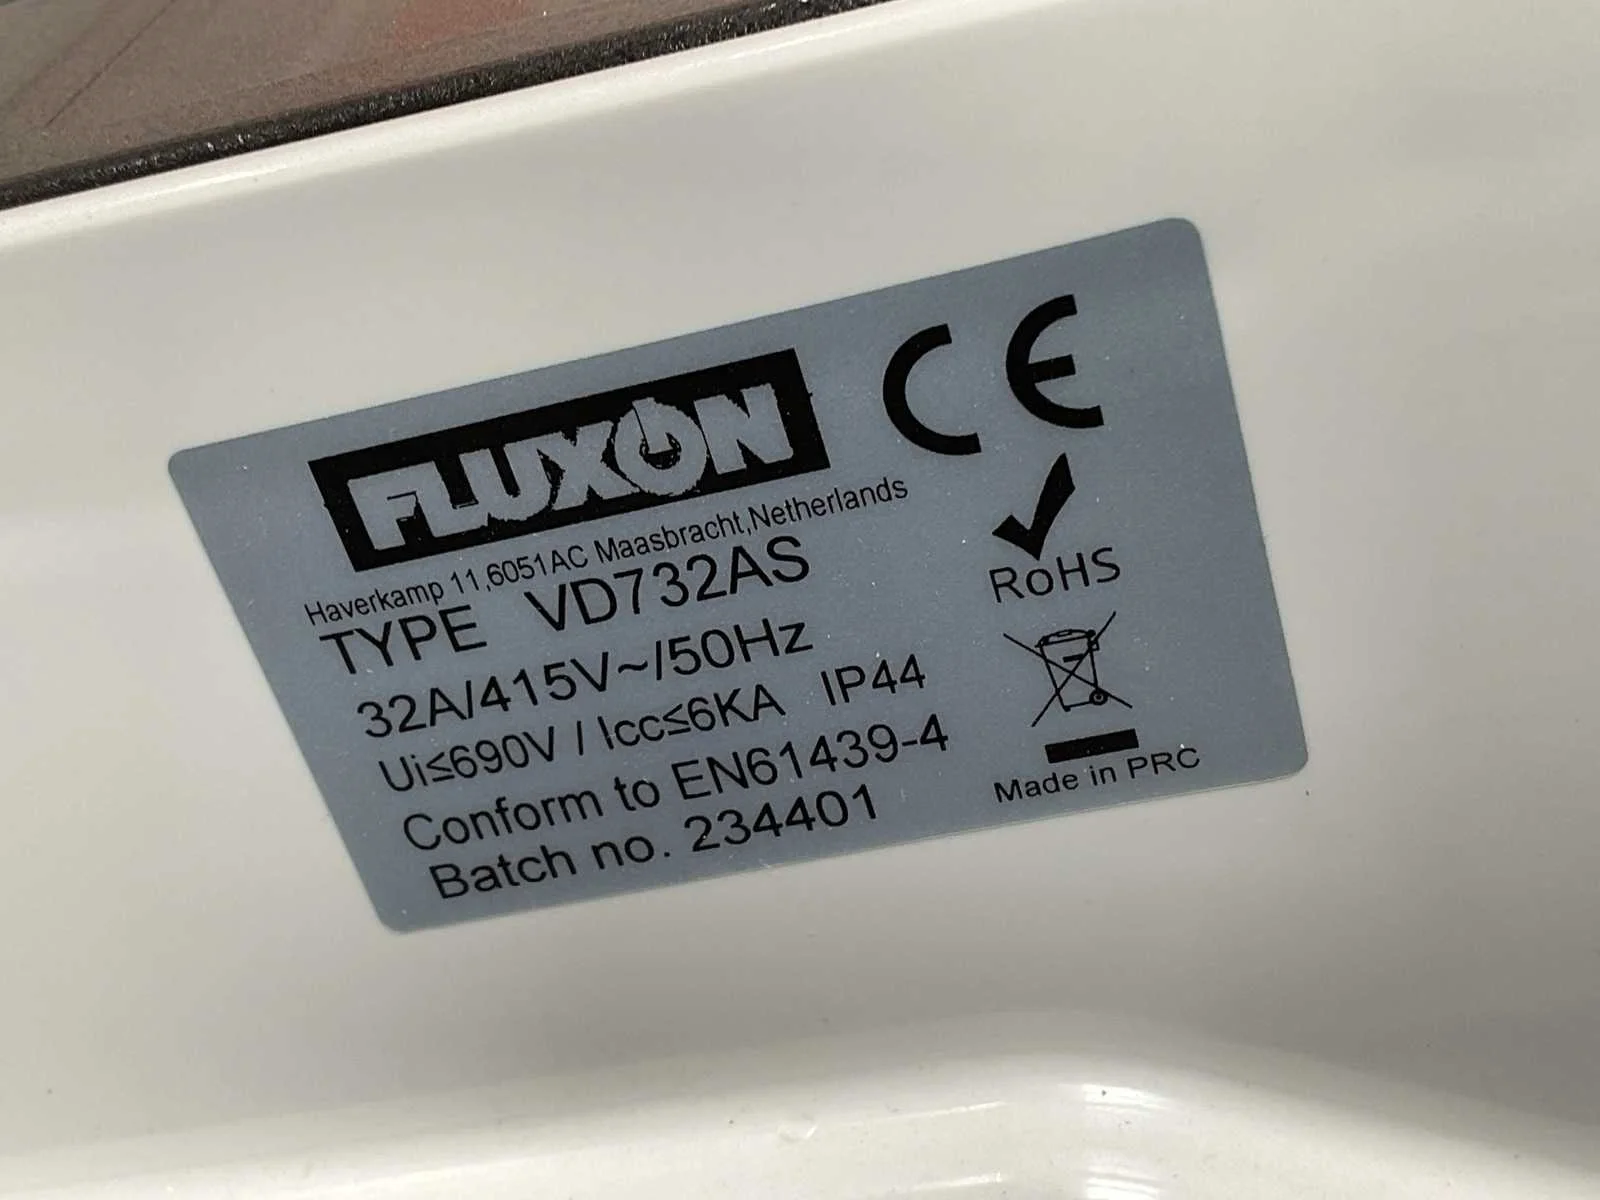 FLUXON
CE
Haverkamp 11,6051AC Maasbracht,Netherlands
TYPE VD732AS
32A/415V~/50Hz
Ui≤690V / Icc≤6KA IP44
Conform to EN61439-4
Batch no. 234401
RoHS
Made in PRC